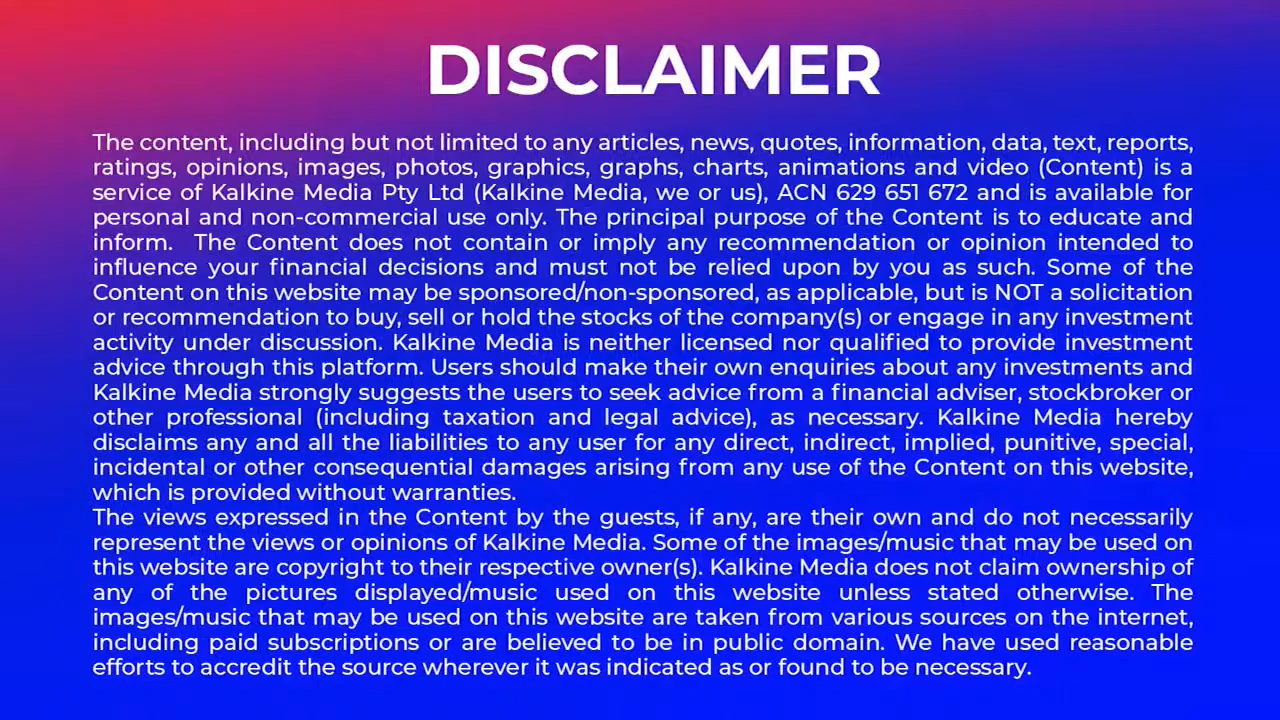 DISCLAIMER
The content, including but not limited to any articles, news, quotes, information, data, text, reports,
ratings, opinions, images, photos, graphics, graphs, charts, animations and video (Content) is a
service of Kalkine Media Pty Ltd (Kalkine Media, we or us), ACN 629 651 672 and is available for
personal and non-commercial use only. The principal purpose of the Content is to educate and
inform.  The Content does not contain or imply any recommendation or opinion intended to
influence your financial decisions and must not be relied upon by you as such. Some of the
Content on this website may be sponsored/non-sponsored, as applicable, but is NOT a solicitation
or recommendation to buy, sell or hold the stocks of the company(s) or engage in any investment
activity under discussion. Kalkine Media is neither licensed nor qualified to provide investment
advice through this platform. Users should make their own enquiries about any investments and
Kalkine Media strongly suggests the users to seek advice from a financial adviser, stockbroker or
other professional (including taxation and legal advice), as necessary. Kalkine Media hereby
disclaims any and all the liabilities to any user for any direct, indirect, implied, punitive, special,
incidental or other consequential damages arising from any use of the Content on this website,
which is provided without warranties.
The views expressed in the Content by the guests, if any, are their own and do not necessarily
represent the views or opinions of Kalkine Media. Some of the images/music that may be used on
this website are copyright to their respective owner(s). Kalkine Media does not claim ownership of
any of the pictures displayed/music used on this website unless stated otherwise. The
images/music that may be used on this website are taken from various sources on the internet,
including paid subscriptions or are believed to be in public domain. We have used reasonable
efforts to accredit the source wherever it was indicated as or found to be necessary.